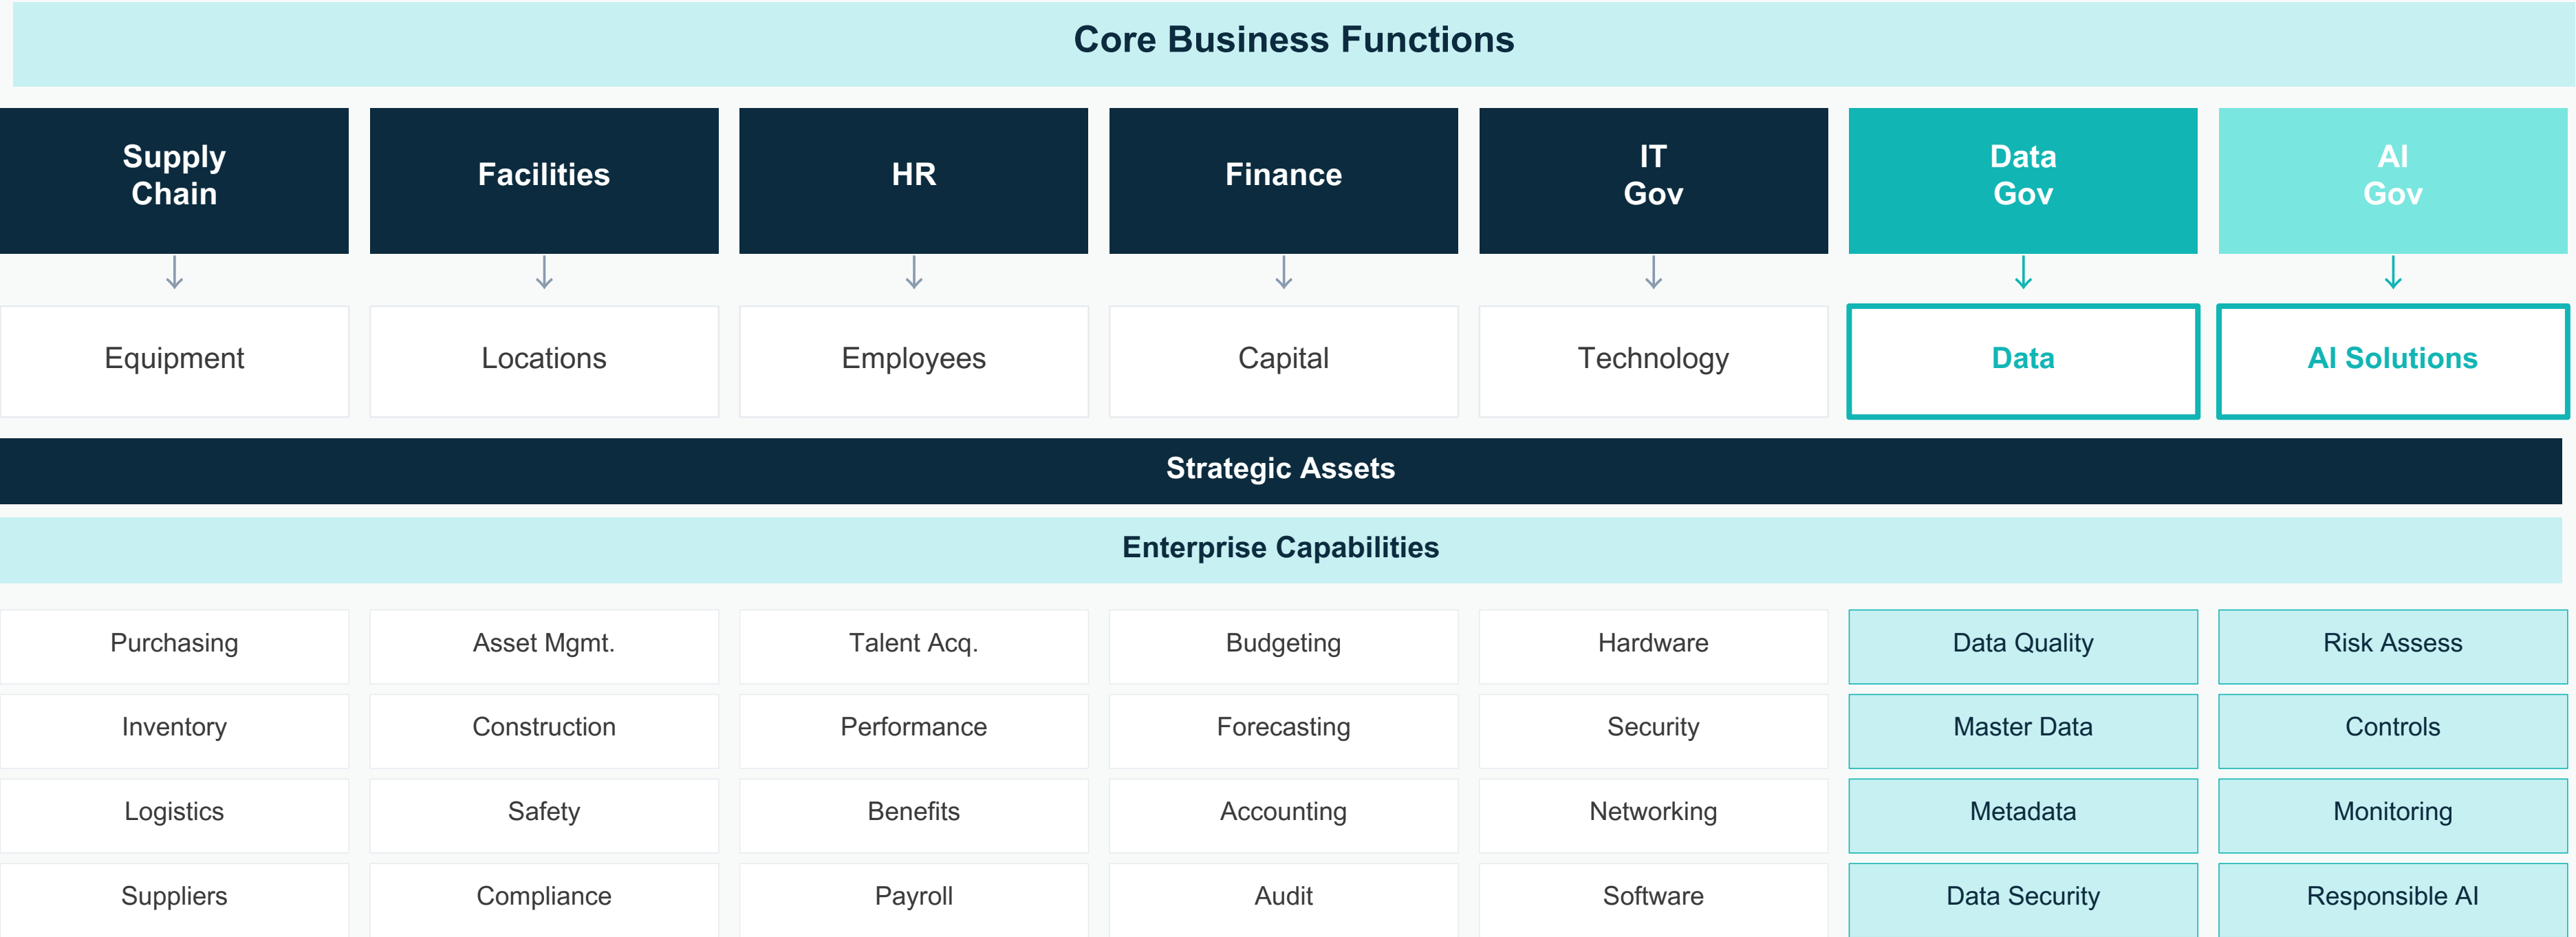 Core Business Functions
Supply
Chain
Facilities
HR
Finance
IT
Gov
Data
Gov
AI
Gov
↓ ↓ ↓ ↓ ↓ ↓ ↓
Equipment
Locations
Employees
Capital
Technology
Data
AI Solutions
Strategic Assets
Enterprise Capabilities
Purchasing
Asset Mgmt.
Talent Acq.
Budgeting
Hardware
Data Quality
Risk Assess
Inventory
Construction
Performance
Forecasting
Security
Master Data
Controls
Logistics
Safety
Benefits
Accounting
Networking
Metadata
Monitoring
Suppliers
Compliance
Payroll
Audit
Software
Data Security
Responsible AI